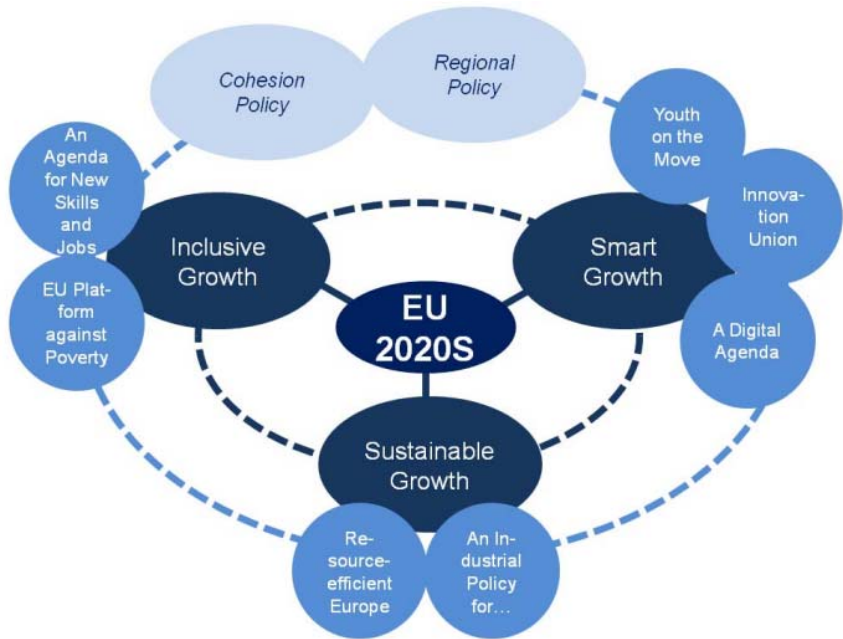 Cohesion
Policy
Regional
Policy
Youth
on the
Move
An
Agenda
for New
Skills
and
Jobs
Innova-
tion
Union
Inclusive
Growth
Smart
Growth
EU
2020S
EU Plat-
form
against
Poverty
A Digital
Agenda
Sustainable
Growth
Re-
source-
efficient
Europe
An In-
dustrial
Policy
for...